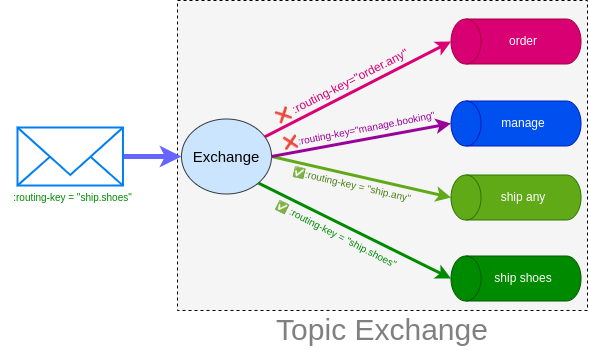 order
:routing-key="order.any"
:routing-key="manage.booking"
manage
Exchange
:routing-key = "ship.any"
ship any
:routing-key = "ship.shoes"
:routing-key = "ship.shoes"
ship shoes
Topic Exchange